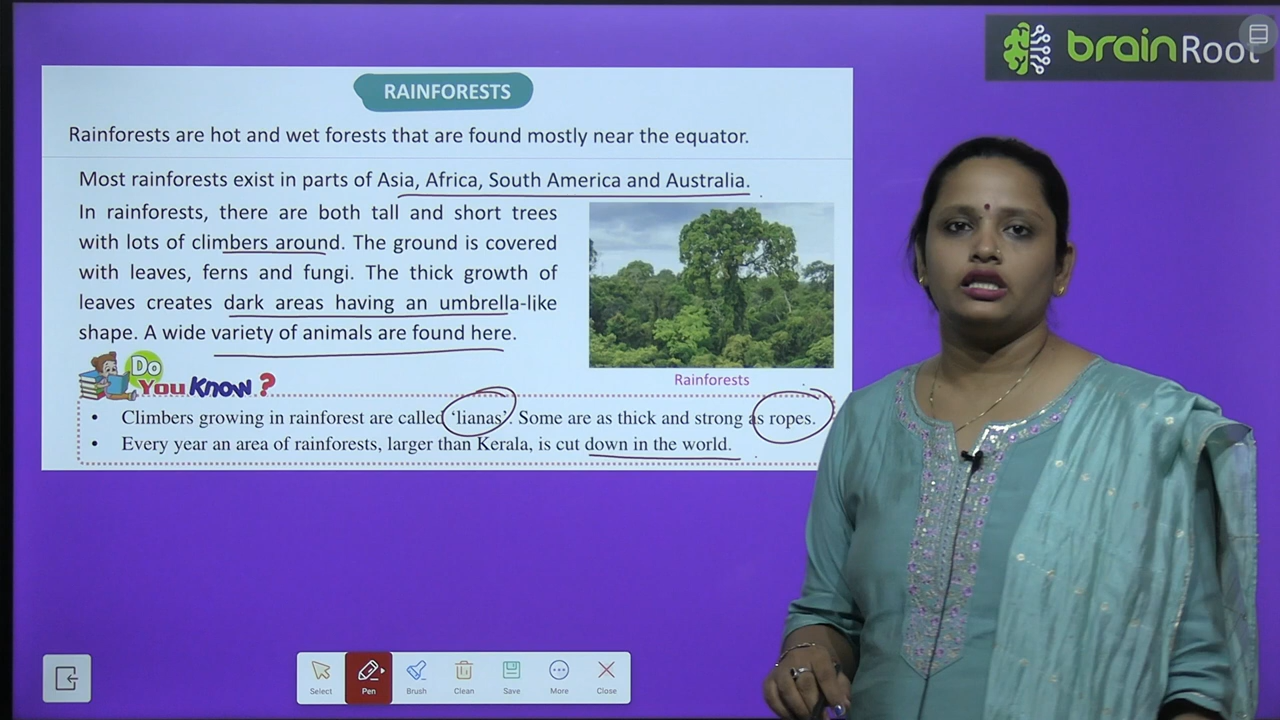 brainRoot
RAINFORESTS
Rainforests are hot and wet forests that are found mostly near the equator.
Most rainforests exist in parts of Asia, Africa, South America and Australia.
In rainforests, there are both tall and short trees
with lots of climbers around. The ground is covered
with leaves, ferns and fungi. The thick growth of
leaves creates dark areas having an umbrella-like
shape. A wide variety of animals are found here.
Rainforests
Do
You Know ?
• Climbers growing in rainforest are called 'lianas'. Some are as thick and strong as ropes.
• Every year an area of rainforests, larger than Kerala, is cut down in the world.
Select Pen Brush Clean Save More Close